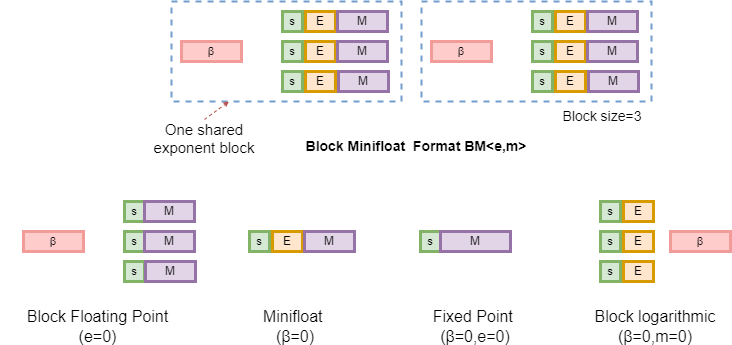 s E M
β s E M
s E M
s E M
β s E M
s E M
One shared
exponent block
Block size=3
Block Minifloat Format BM<e,m>
β
s M
s M
s M
s E M
s M
s E
s E
s E
β
Block Floating Point
(e=0)
Minifloat
(β=0)
Fixed Point
(β=0,e=0)
Block logarithmic
(β=0,m=0)